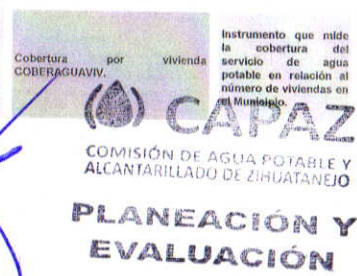 Cobertura por vivienda
COBERAGUAVIV.
Instrumento que mide
la cobertura del
servicio de agua
potable en relación al
número de viviendas en
el Municipio.
CAPAZ
COMISIÓN DE AGUA POTABLE Y
ALCANTARILLADO DE ZIHUATANEJO
PLANEACIÓN Y
EVALUACIÓN